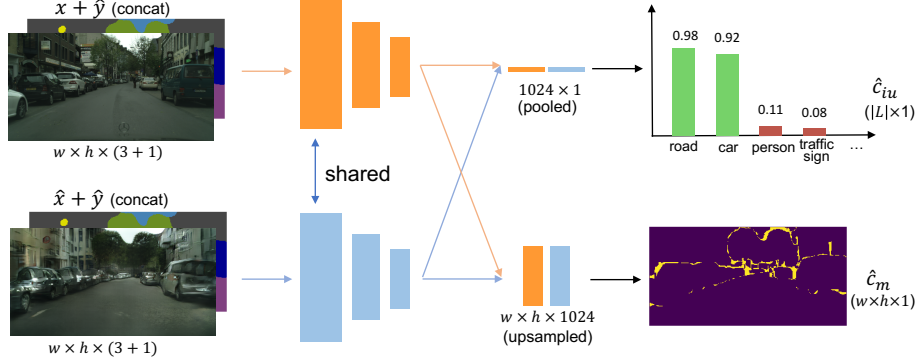 x + ŷ (concat)
w × h × (3 + 1)
x̂ + ŷ (concat)
w × h × (3 + 1)
shared
1024 × 1
(pooled)
w × h × 1024
(upsampled)
0.98
0.92
0.11
0.08
road
car
person
traffic
sign
...
ĉ_iu
(|L|×1)
ĉ_m
(w×h×1)